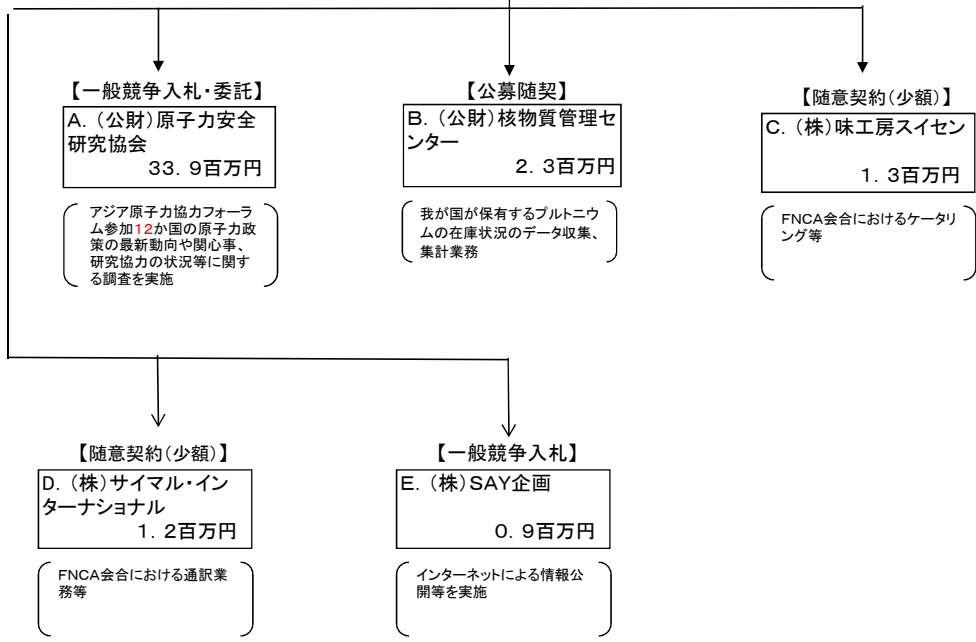 【一般競争入札・委託】
A．（公財）原子力安全
研究協会
33．9百万円
アジア原子力協力フォーラ
ム参加12か国の原子力政
策の最新動向や関心事、
研究協力の状況等に関す
る調査を実施
【公募随契】
B．（公財）核物質管理セ
ンター
2．3百万円
我が国が保有するプルトニウ
ムの在庫状況のデータ収集、
集計業務
【随意契約（少額）】
C．（株）味工房スイセン
1．3百万円
FNCA会合におけるケータリ
ング等
【随意契約（少額）】
D．（株）サイマル・イン
ターナショナル
1．2百万円
FNCA会合における通訳業
務等
【一般競争入札】
E．（株）SAY企画
0．9百万円
インターネットによる情報公
開等を実施